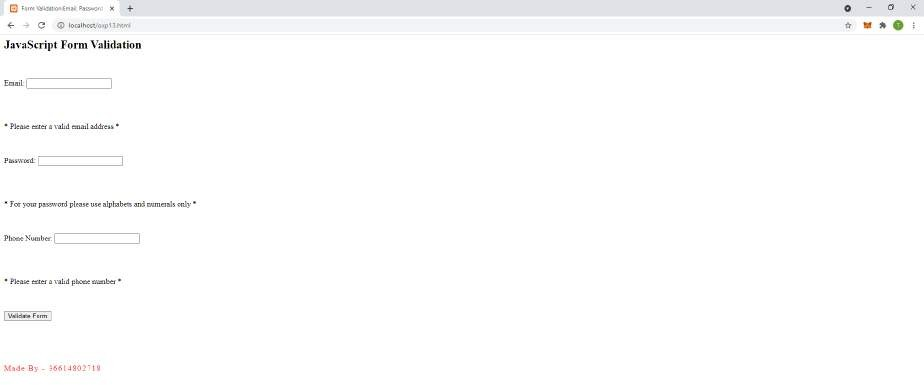 Form Validation Email, Password
localhost/exp13.html
T
JavaScript Form Validation
Email:
* Please enter a valid email address *
Password:
* For your password please use alphabets and numerals only *
Phone Number:
* Please enter a valid phone number *
Validate Form
Made By - 36614802718